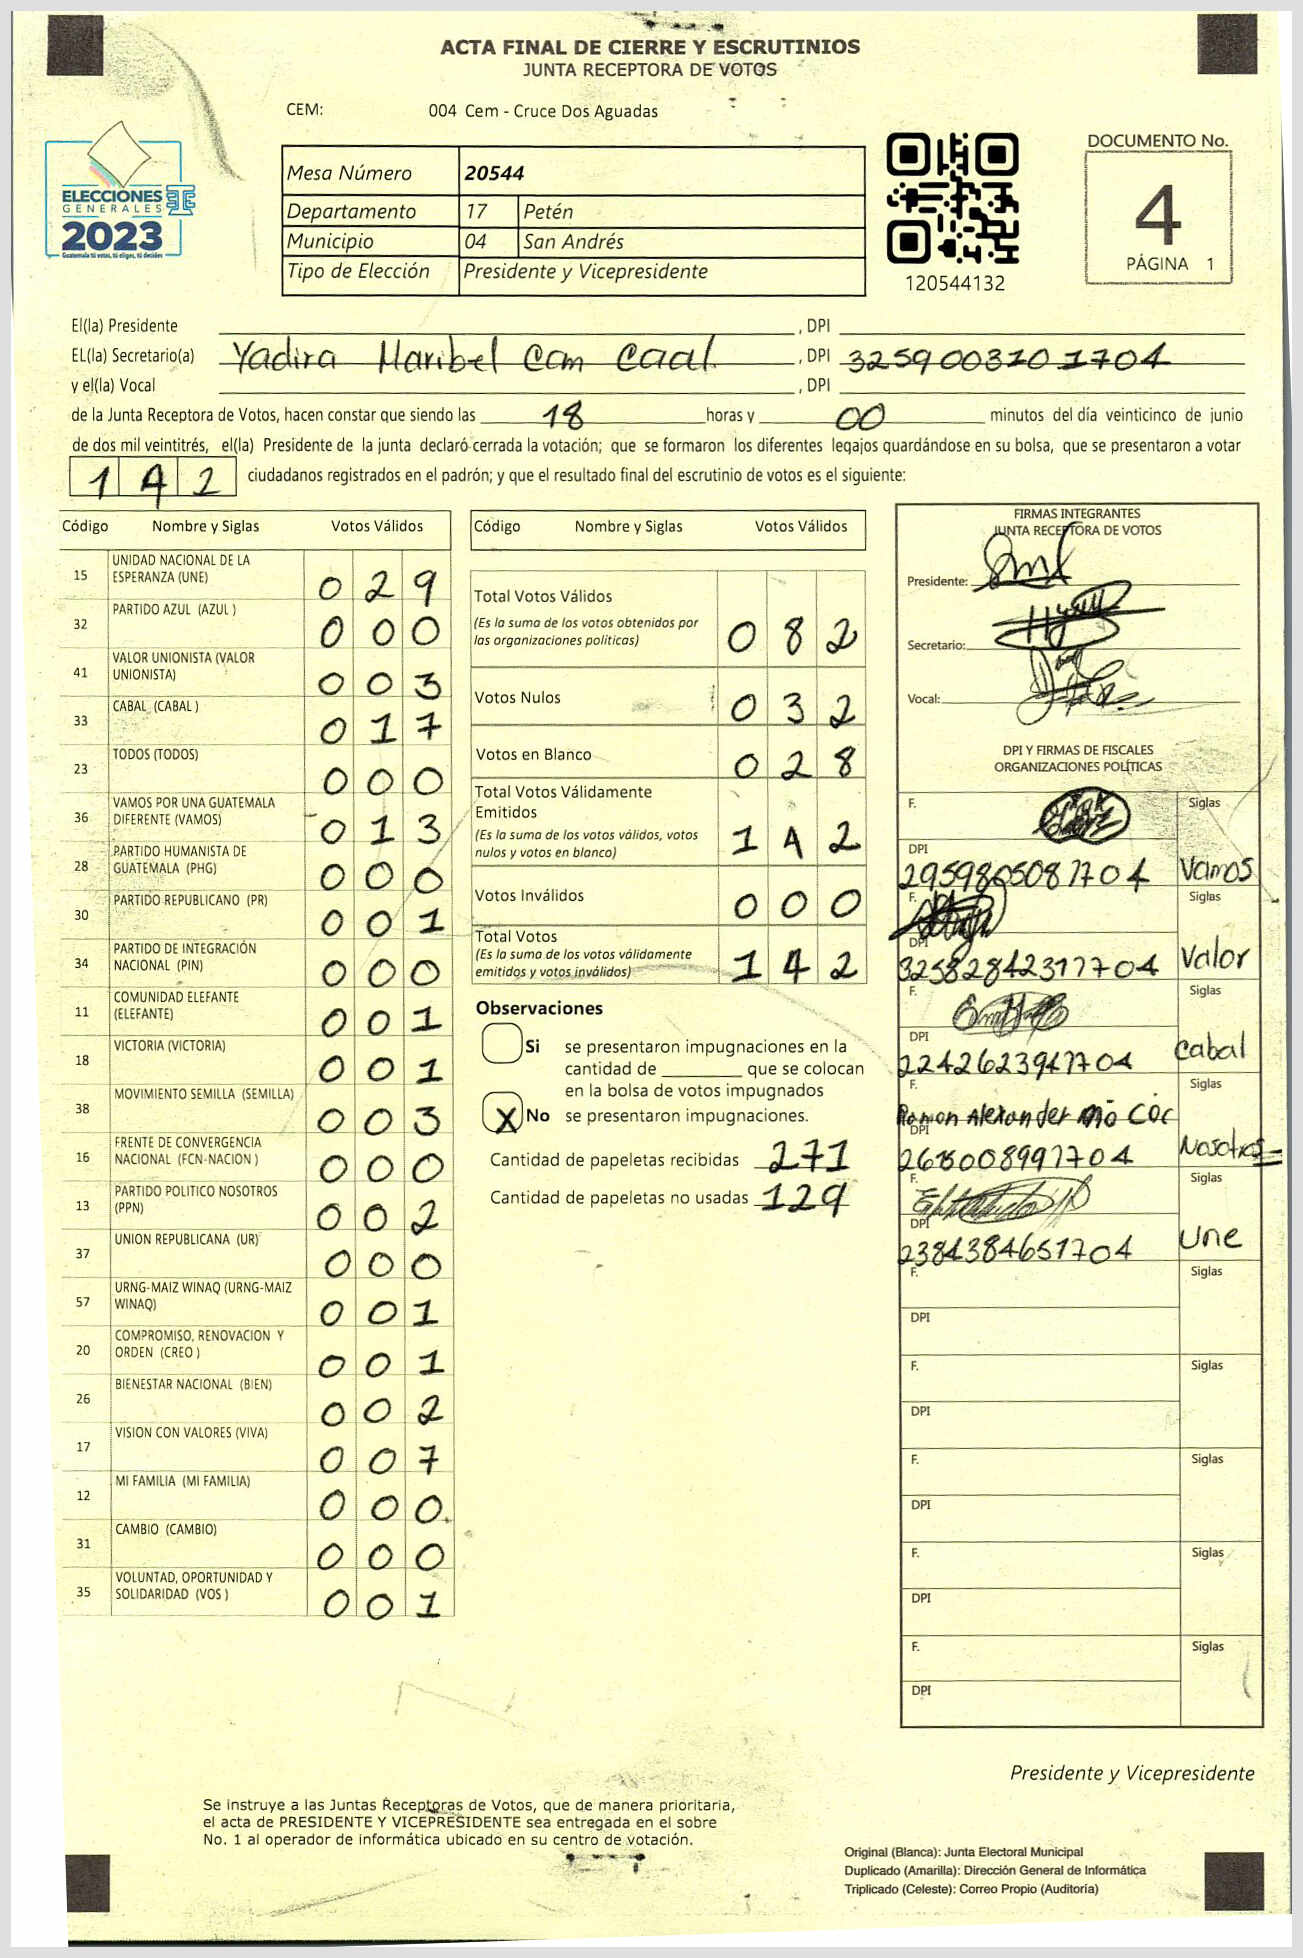 ACTA FINAL DE CIERRE Y ESCRUTINIOS
JUNTA RECEPTORA DE VOTOS
CEM: 004 Cem - Cruce Dos Aguadas
ELECCIONES
GENERALES
2023
Guatemala tú votas, tú eliges, tú decides
Mesa Número 20544
Departamento 17 Petén
Municipio 04 San Andrés
Tipo de Elección Presidente y Vicepresidente
120544132
DOCUMENTO No.
4
PÁGINA 1
El(la) Presidente , DPI
EL(la) Secretario(a) Yadira Maribel Cam Caal , DPI 3259003101704
y el(la) Vocal , DPI
de la Junta Receptora de Votos, hacen constar que siendo las 18 horas y 00 minutos del día veinticinco de junio
de dos mil veintitrés, el(la) Presidente de la junta declaró cerrada la votación; que se formaron los diferentes legajos guardándose en su bolsa, que se presentaron a votar
142 ciudadanos registrados en el padrón; y que el resultado final del escrutinio de votos es el siguiente:
Código Nombre y Siglas Votos Válidos
15 UNIDAD NACIONAL DE LA ESPERANZA (UNE) 0 2 9
32 PARTIDO AZUL (AZUL ) 0 0 0
41 VALOR UNIONISTA (VALOR UNIONISTA) 0 0 3
33 CABAL (CABAL ) 0 1 7
23 TODOS (TODOS) 0 0 0
36 VAMOS POR UNA GUATEMALA DIFERENTE (VAMOS) 0 1 3
28 PARTIDO HUMANISTA DE GUATEMALA (PHG) 0 0 0
30 PARTIDO REPUBLICANO (PR) 0 0 1
34 PARTIDO DE INTEGRACIÓN NACIONAL (PIN) 0 0 0
11 COMUNIDAD ELEFANTE (ELEFANTE) 0 0 1
18 VICTORIA (VICTORIA) 0 0 1
38 MOVIMIENTO SEMILLA (SEMILLA) 0 0 3
16 FRENTE DE CONVERGENCIA NACIONAL (FCN-NACION ) 0 0 0
13 PARTIDO POLITICO NOSOTROS (PPN) 0 0 2
37 UNION REPUBLICANA (UR) 0 0 0
57 URNG-MAIZ WINAQ (URNG-MAIZ WINAQ) 0 0 1
20 COMPROMISO, RENOVACION Y ORDEN (CREO ) 0 0 1
26 BIENESTAR NACIONAL (BIEN) 0 0 2
17 VISION CON VALORES (VIVA) 0 0 7
12 MI FAMILIA (MI FAMILIA) 0 0 0
31 CAMBIO (CAMBIO) 0 0 0
35 VOLUNTAD, OPORTUNIDAD Y SOLIDARIDAD (VOS ) 0 0 1
Código Nombre y Siglas Votos Válidos
Total Votos Válidos 0 8 2
(Es la suma de los votos obtenidos por
las organizaciones políticas)
Votos Nulos 0 3 2
Votos en Blanco 0 2 8
Total Votos Válidamente
Emitidos 1 4 2
(Es la suma de los votos válidos, votos
nulos y votos en blanco)
Votos Inválidos 0 0 0
Total Votos 1 4 2
(Es la suma de los votos válidamente
emitidos y votos inválidos)
Observaciones
Si se presentaron impugnaciones en la
cantidad de ________ que se colocan
en la bolsa de votos impugnados
X No se presentaron impugnaciones.
Cantidad de papeletas recibidas 271
Cantidad de papeletas no usadas 129
FIRMAS INTEGRANTES
JUNTA RECEPTORA DE VOTOS
Presidente:
Secretario:
Vocal:
DPI Y FIRMAS DE FISCALES
ORGANIZACIONES POLÍTICAS
F. Siglas
DPI
2959805081704 Vamos
F. Siglas
DPI
3258284231704 Valor
F. Siglas
DPI
2242623941704 Cabal
F. Siglas
Ramon Alexander Mo Coc
DPI
2618008991704 Nosotros
F. Siglas
DPI
2384384651704 Une
F. Siglas
DPI
F. Siglas
DPI
F. Siglas
DPI
F. Siglas
DPI
F. Siglas
DPI
Presidente y Vicepresidente
Se instruye a las Juntas Receptoras de Votos, que de manera prioritaria,
el acta de PRESIDENTE Y VICEPRESIDENTE sea entregada en el sobre
No. 1 al operador de informática ubicado en su centro de votación.
Original (Blanca): Junta Electoral Municipal
Duplicado (Amarilla): Dirección General de Informática
Triplicado (Celeste): Correo Propio (Auditoría)